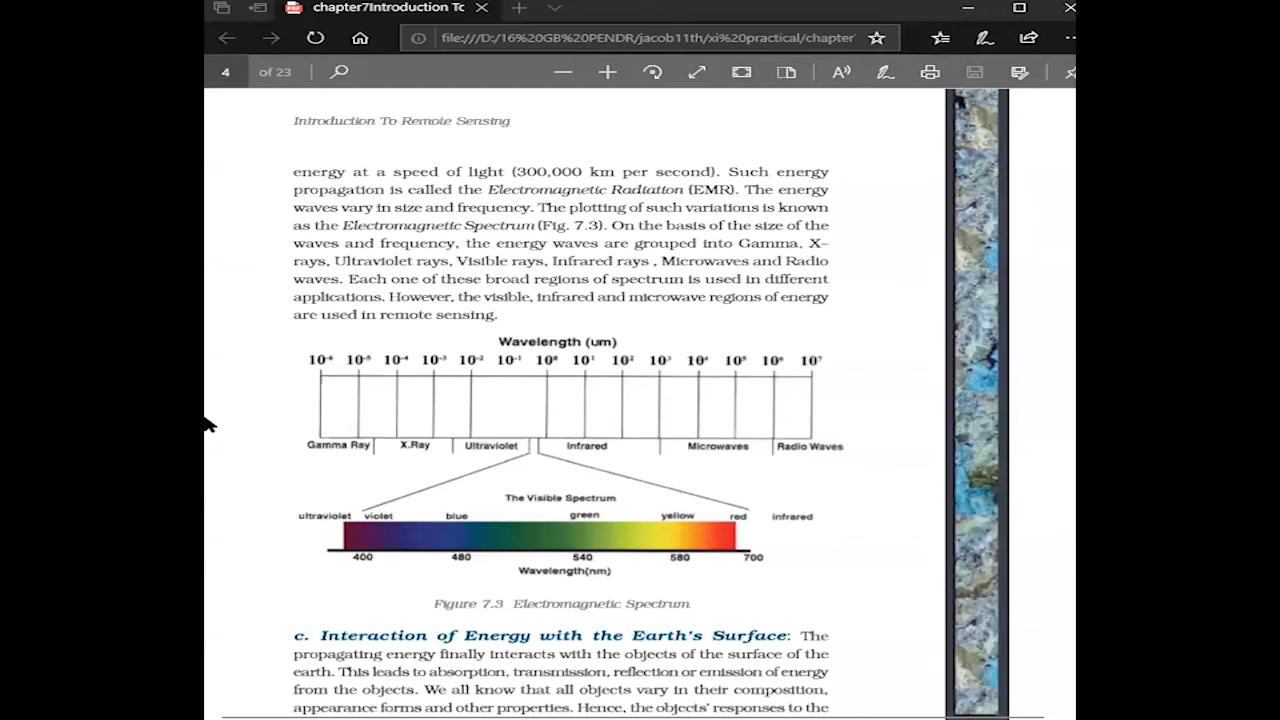 chapter7Introduction To
file:///D:/16%20GB%20PENDR/jacob11th/xi%20practical/chapter7
4 of 23
Introduction To Remote Sensing
energy at a speed of light (300,000 km per second). Such energy
propagation is called the Electromagnetic Radiation (EMR). The energy
waves vary in size and frequency. The plotting of such variations is known
as the Electromagnetic Spectrum (Fig. 7.3). On the basis of the size of the
waves and frequency, the energy waves are grouped into Gamma, X–
rays, Ultraviolet rays, Visible rays, Infrared rays , Microwaves and Radio
waves. Each one of these broad regions of spectrum is used in different
applications. However, the visible, infrared and microwave regions of energy
are used in remote sensing.
Wavelength (um)
10⁻⁶ 10⁻⁵ 10⁻⁴ 10⁻³ 10⁻² 10⁻¹ 10⁰ 10¹ 10² 10³ 10⁴ 10⁵ 10⁶ 10⁷
Gamma Ray X.Ray Ultraviolet Infrared Microwaves Radio Waves
The Visible Spectrum
ultraviolet violet blue green yellow red infrared
400 480 540 580 700
Wavelength(nm)
Figure 7.3 Electromagnetic Spectrum
c. Interaction of Energy with the Earth's Surface: The
propagating energy finally interacts with the objects of the surface of the
earth. This leads to absorption, transmission, reflection or emission of energy
from the objects. We all know that all objects vary in their composition,
appearance forms and other properties. Hence, the objects' responses to the